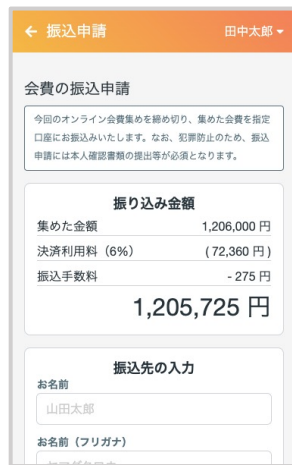 ← 振込申請 田中太郎
会費の振込申請
今回のオンライン会費集めを締め切り、集めた会費を指定
口座にお振込みいたします。なお、犯罪防止のため、振込
申請には本人確認書類の提出等が必須となります。
振り込み金額
集めた金額 1,206,000 円
決済利用料（6%） ( 72,360 円 )
振込手数料 - 275 円
1,205,725 円
振込先の入力
お名前
山田太郎
お名前（フリガナ）